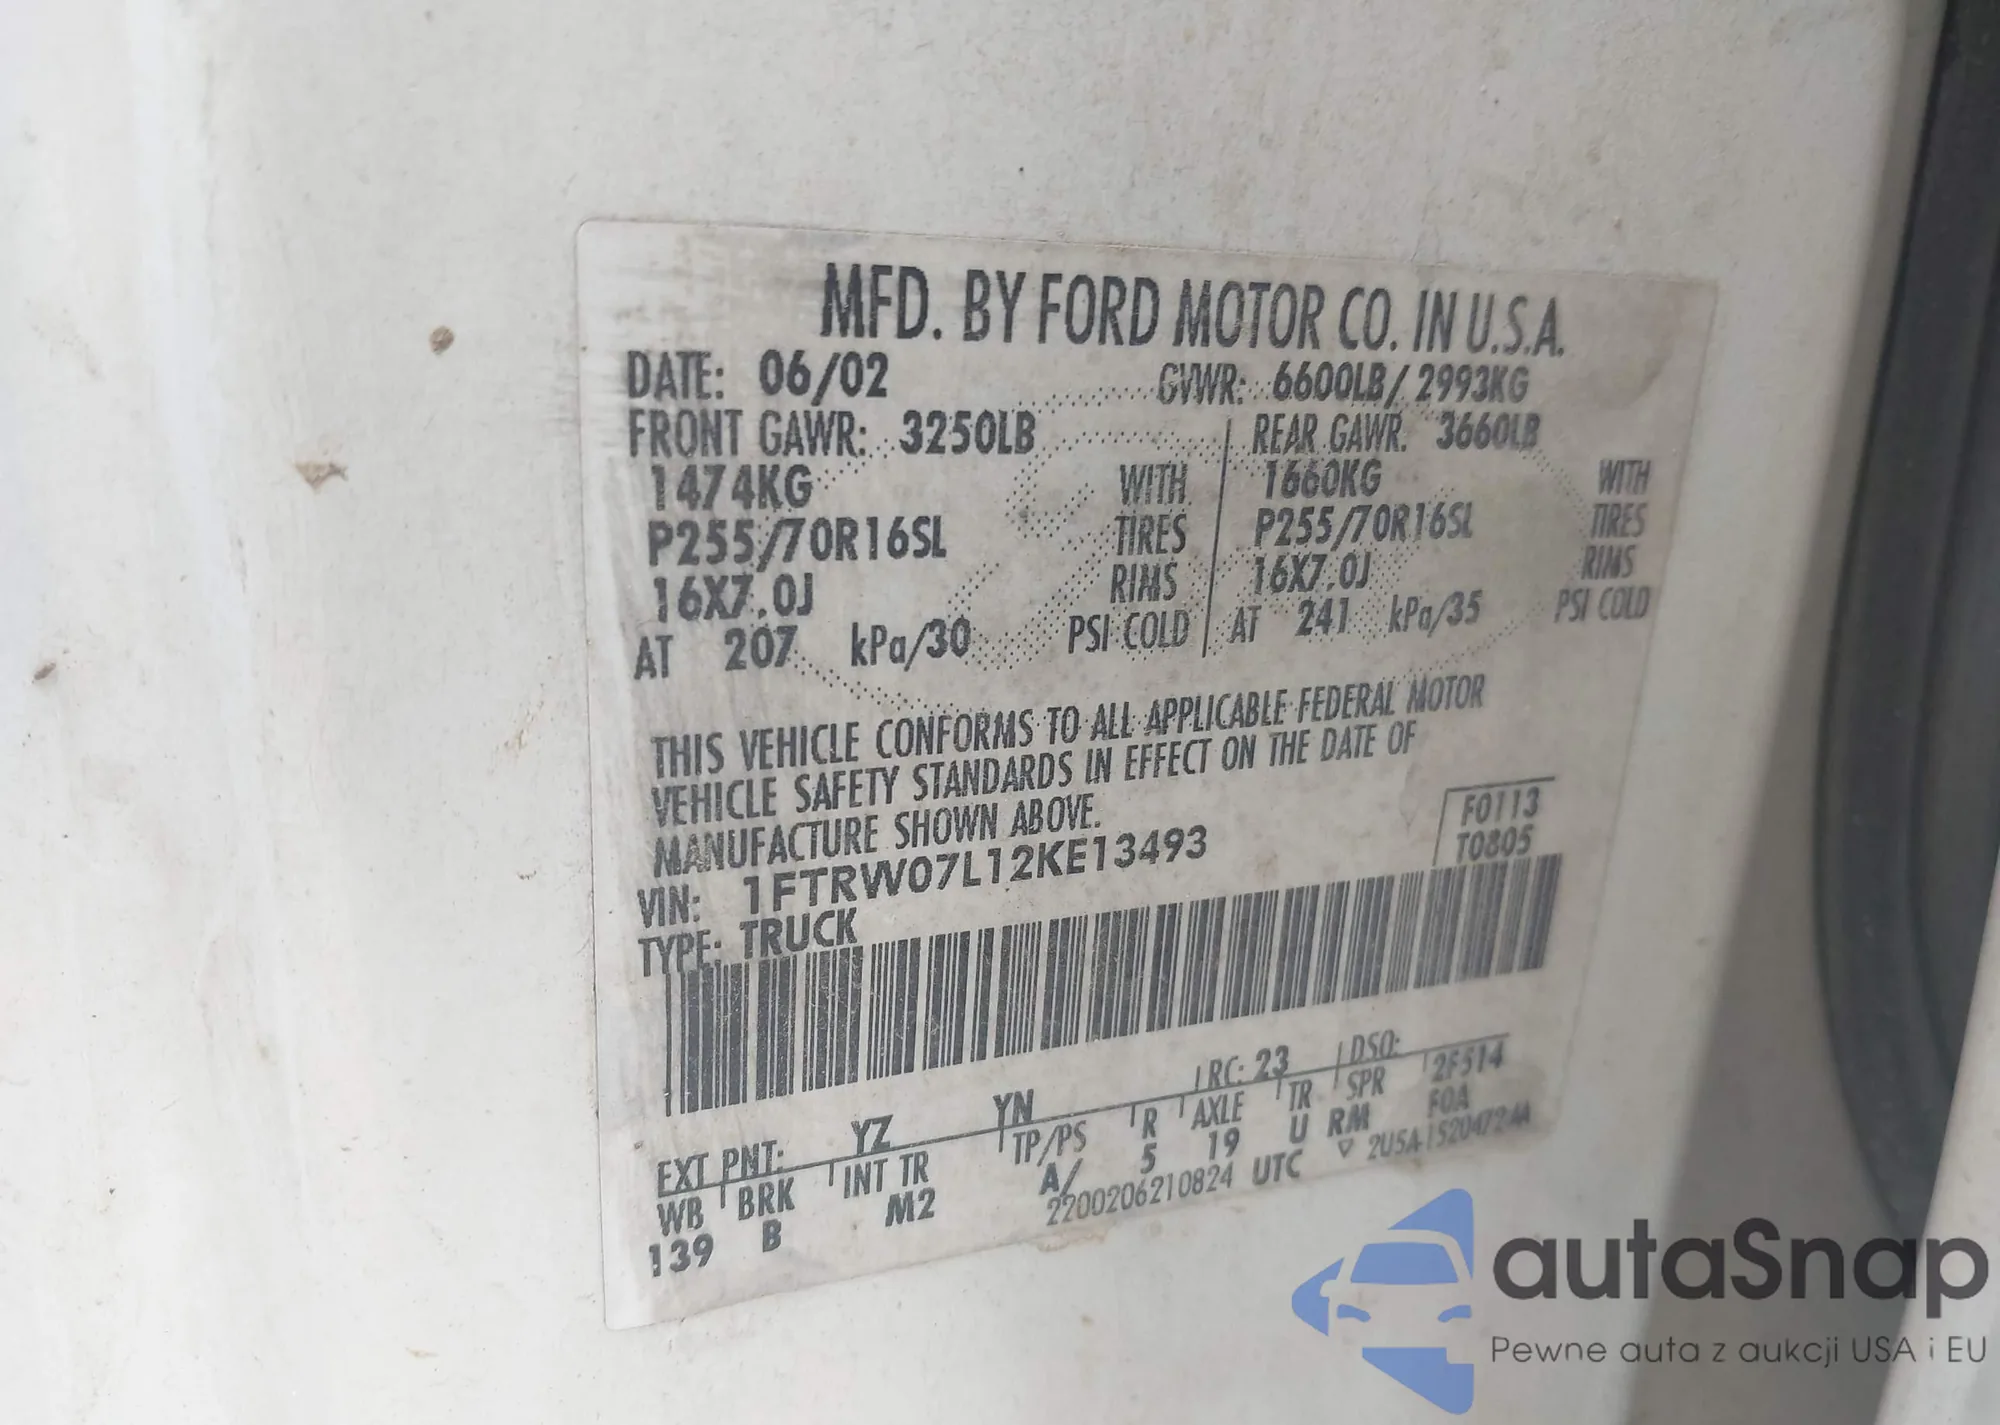 MFD. BY FORD MOTOR CO. IN U.S.A.
DATE: 06/02 GVWR: 6600LB/ 2993KG
FRONT GAWR: 3250LB REAR GAWR: 3660LB
1474KG WITH 1660KG WITH
P255/70R16SL TIRES P255/70R16SL TIRES
16X7.0J RIMS 16X7.0J RIMS
AT 207 kPa/30 PSI COLD AT 241 kPa/35 PSI COLD
THIS VEHICLE CONFORMS TO ALL APPLICABLE FEDERAL MOTOR
VEHICLE SAFETY STANDARDS IN EFFECT ON THE DATE OF
MANUFACTURE SHOWN ABOVE.
F0113
VIN: 1FTRW07L12KE13493
T0805
TYPE: TRUCK
EXT PNT: YZ YN RC: 23 DSO: 2F514
WB BRK INT TR TP/PS R AXLE TR SPR F0A
139 B M2 A/ 5 19 U RM
2200206210824 UTC ▽ 2U5A-1520472-AA
autaSnap
Pewne auta z aukcji USA i EU